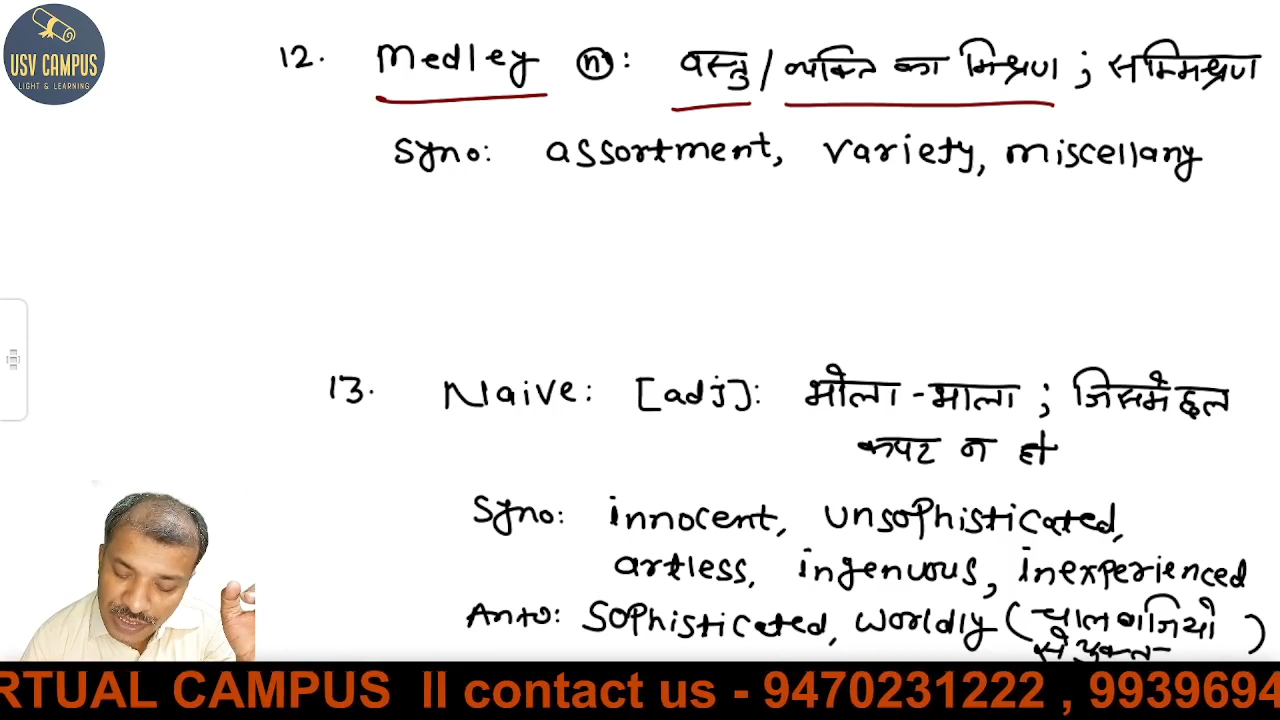 USV CAMPUS
LIGHT & LEARNING
12. Medley (n): वस्तु / व्यक्ति का मिश्रण ; सम्मिश्रण
Syno: assortment, variety, miscellany
13. Naive: [adj]: भोला - भाला ; जिसमे छल
कपट न हो
Syno: innocent, unsophisticated,
artless, ingenuous, inexperienced
Anto: sophisticated, worldly (चालबाजियो
से युक्त)
RTUAL CAMPUS II contact us - 9470231222 , 9939694